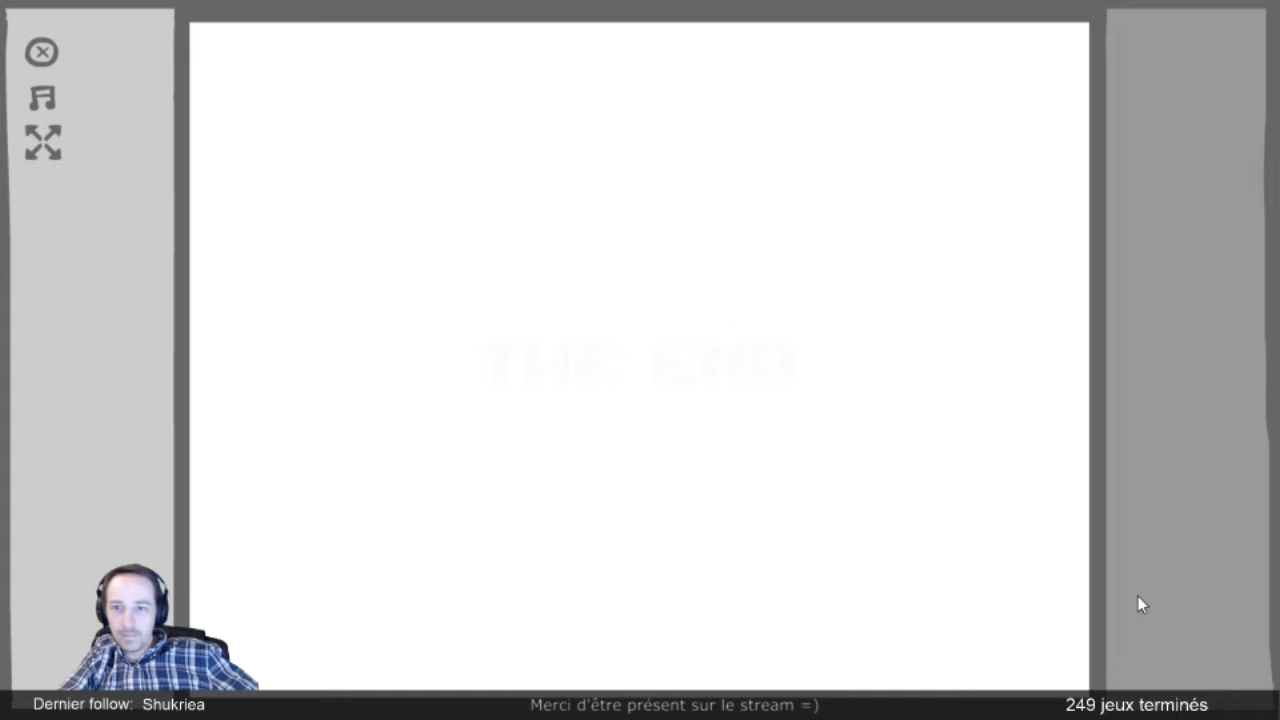 THE END
Dernier follow: Shukriea
Merci d'être présent sur le stream =)
249 jeux terminés